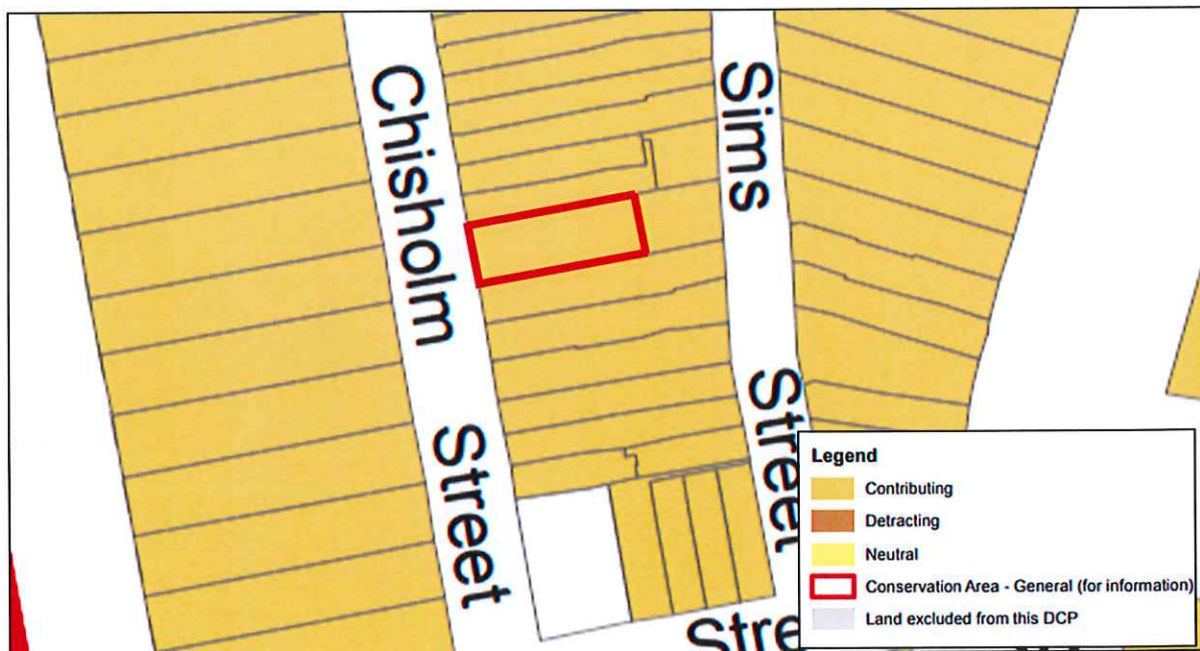 Chisholm Street
Sims Street
Stre
Legend
Contributing
Detracting
Neutral
Conservation Area - General (for information)
Land excluded from this DCP